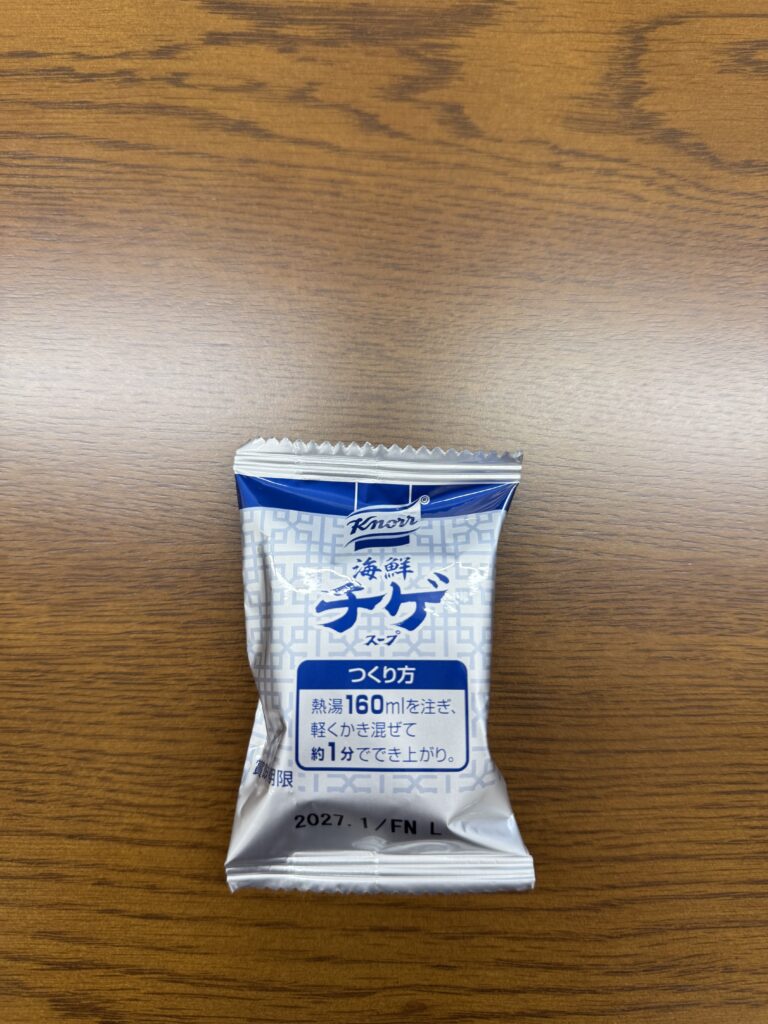 Knorr®
海鮮
チゲ
スープ
つくり方
熱湯160mlを注ぎ、
軽くかき混ぜて
約1分ででき上がり。
賞味期限
2027.1/FN L